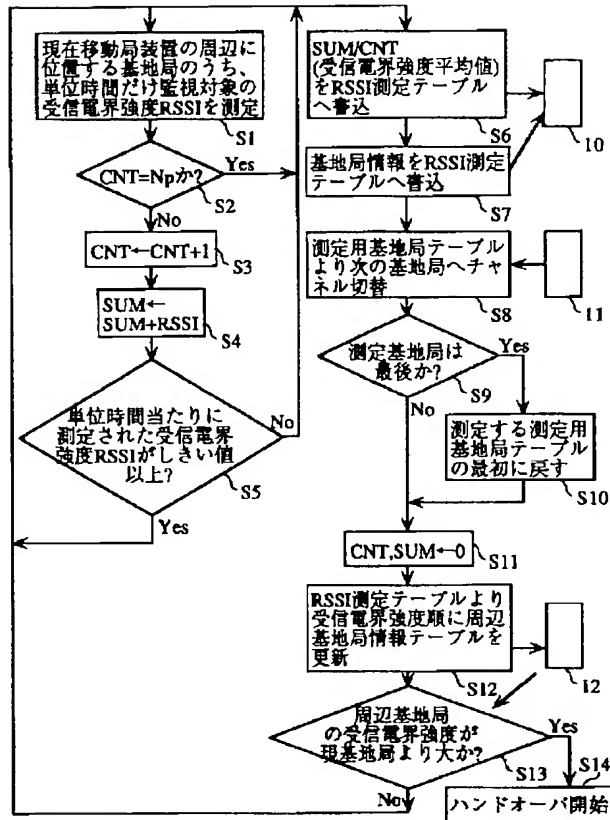 現在移動局装置の周辺に
位置する基地局のうち、
単位時間だけ監視対象の
受信電界強度RSSIを測定
S1
CNT=Npか?
Yes
S2
No
CNT←CNT+1
S3
SUM←
SUM+RSSI
S4
単位時間当たりに
測定された受信電界
強度RSSIがしきい値
以上?
No
S5
Yes
SUM/CNT
(受信電界強度平均値)
をRSSI測定テーブル
へ書込
S6
10
基地局情報をRSSI測定
テーブルへ書込
S7
測定用基地局テーブル
より次の基地局へチャ
ネル切替
S8
11
測定基地局は
最後か?
Yes
S9
No
測定する測定用
基地局テーブル
の最初に戻す
S10
CNT,SUM←0
S11
RSSI測定テーブルより
受信電界強度順に周辺
基地局情報テーブルを
更新
S12
12
周辺基地局
の受信電界強度が
現基地局より大か?
Yes
S13
No
S14
ハンドオーバ開始